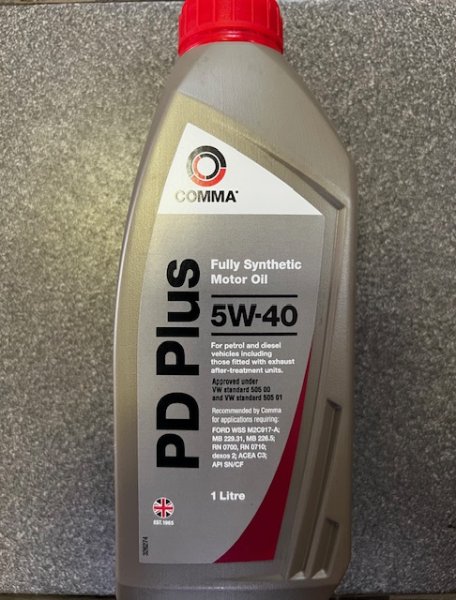 COMMA
PD Plus
Fully Synthetic
Motor Oil
5W-40
For petrol and diesel
vehicles including
those fitted with exhaust
after-treatment units.
Approved under
VW standard 505 00
and VW standard 505 01
Recommended by Comma
for applications requiring:
FORD WSS M2C917-A;
MB 229.31, MB 226.5;
RN 0700, RN 0710;
dexos 2; ACEA C3;
API SN/CF
1 Litre
EST.1965
326274